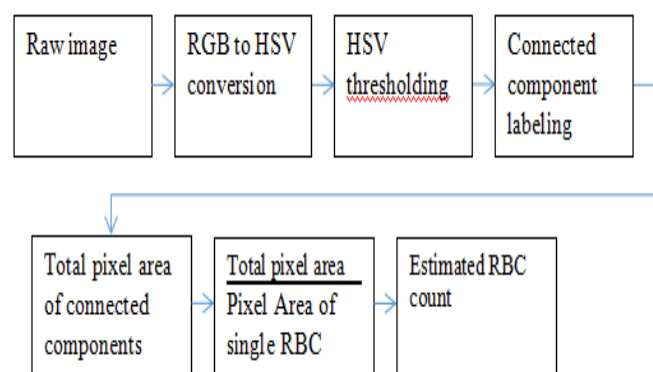 Raw image
RGB to HSV
conversion
HSV
thresholding
Connected
component
labeling
Total pixel area
of connected
components
Total pixel area
Pixel Area of
single RBC
Estimated RBC
count